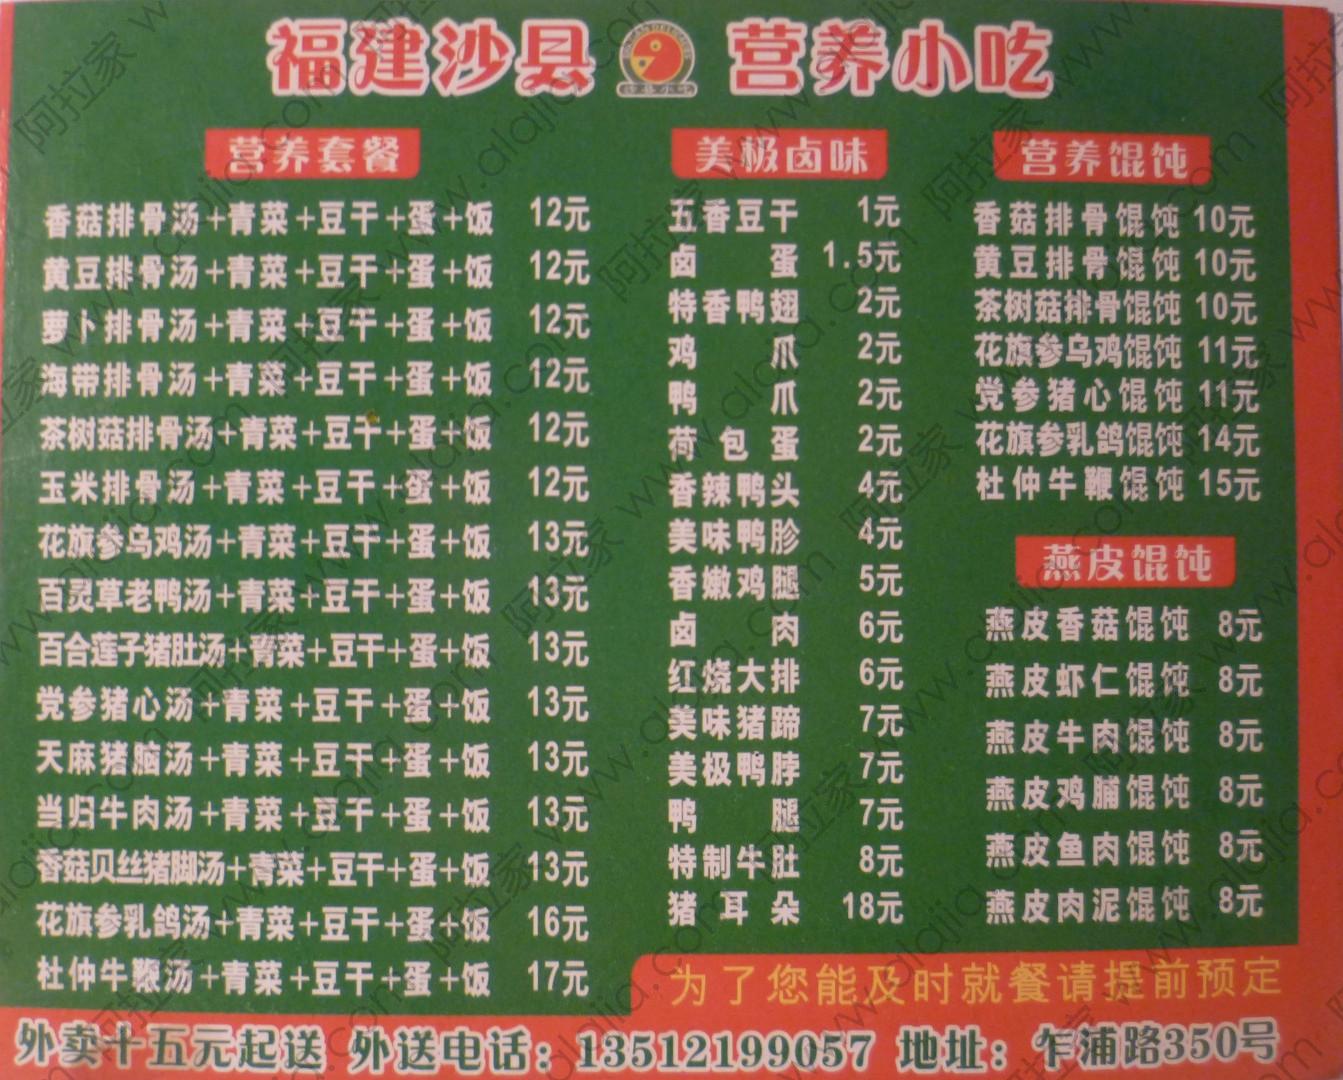 福建沙县 营养小吃
沙县小吃
营养套餐
香菇排骨汤+青菜+豆干+蛋+饭 12元
黄豆排骨汤+青菜+豆干+蛋+饭 12元
萝卜排骨汤+青菜+豆干+蛋+饭 12元
海带排骨汤+青菜+豆干+蛋+饭 12元
茶树菇排骨汤+青菜+豆干+蛋+饭 12元
玉米排骨汤+青菜+豆干+蛋+饭 12元
花旗参乌鸡汤+青菜+豆干+蛋+饭 13元
百灵草老鸭汤+青菜+豆干+蛋+饭 13元
百合莲子猪肚汤+青菜+豆干+蛋+饭 13元
党参猪心汤+青菜+豆干+蛋+饭 13元
天麻猪脑汤+青菜+豆干+蛋+饭 13元
当归牛肉汤+青菜+豆干+蛋+饭 13元
香菇贝丝猪脚汤+青菜+豆干+蛋+饭 13元
花旗参乳鸽汤+青菜+豆干+蛋+饭 16元
杜仲牛鞭汤+青菜+豆干+蛋+饭 17元
美极卤味
五香豆干 1元
卤蛋 1.5元
特香鸭翅 2元
鸡爪 2元
鸭爪 2元
荷包蛋 2元
香辣鸭头 4元
美味鸭胗 4元
香嫩鸡腿 5元
卤肉 6元
红烧大排 6元
美味猪蹄 7元
美极鸭脖 7元
鸭腿 7元
特制牛肚 8元
猪耳朵 18元
营养馄饨
香菇排骨馄饨 10元
黄豆排骨馄饨 10元
茶树菇排骨馄饨 10元
花旗参乌鸡馄饨 11元
党参猪心馄饨 11元
花旗参乳鸽馄饨 14元
杜仲牛鞭馄饨 15元
燕皮馄饨
燕皮香菇馄饨 8元
燕皮虾仁馄饨 8元
燕皮牛肉馄饨 8元
燕皮鸡脯馄饨 8元
燕皮鱼肉馄饨 8元
燕皮肉泥馄饨 8元
为了您能及时就餐请提前预定
外卖十五元起送 外送电话：13512199057 地址：乍浦路350号
阿拉家 www.alajia.com